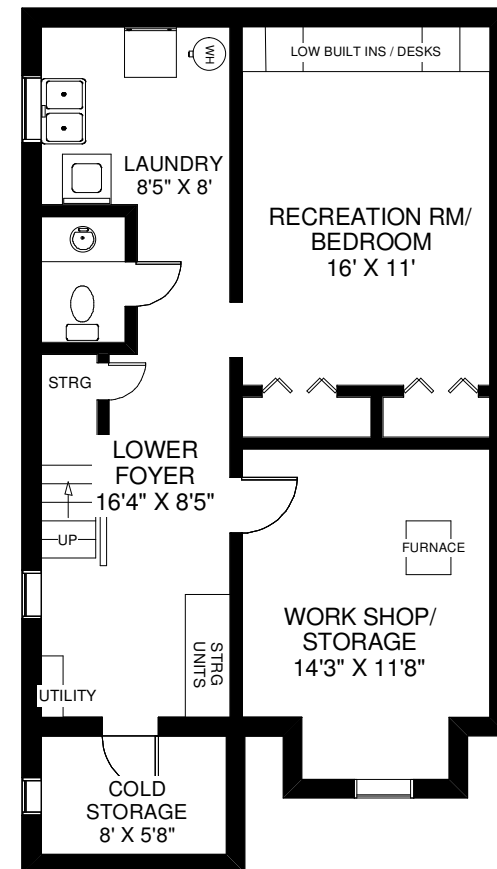 LOW BUILT INS / DESKS
WH
LAUNDRY
8'5" X 8'
RECREATION RM/
BEDROOM
16' X 11'
STRG
LOWER
FOYER
16'4" X 8'5"
UP
FURNACE
WORK SHOP/
STORAGE
14'3" X 11'8"
STRG
UNITS
UTILITY
COLD
STORAGE
8' X 5'8"